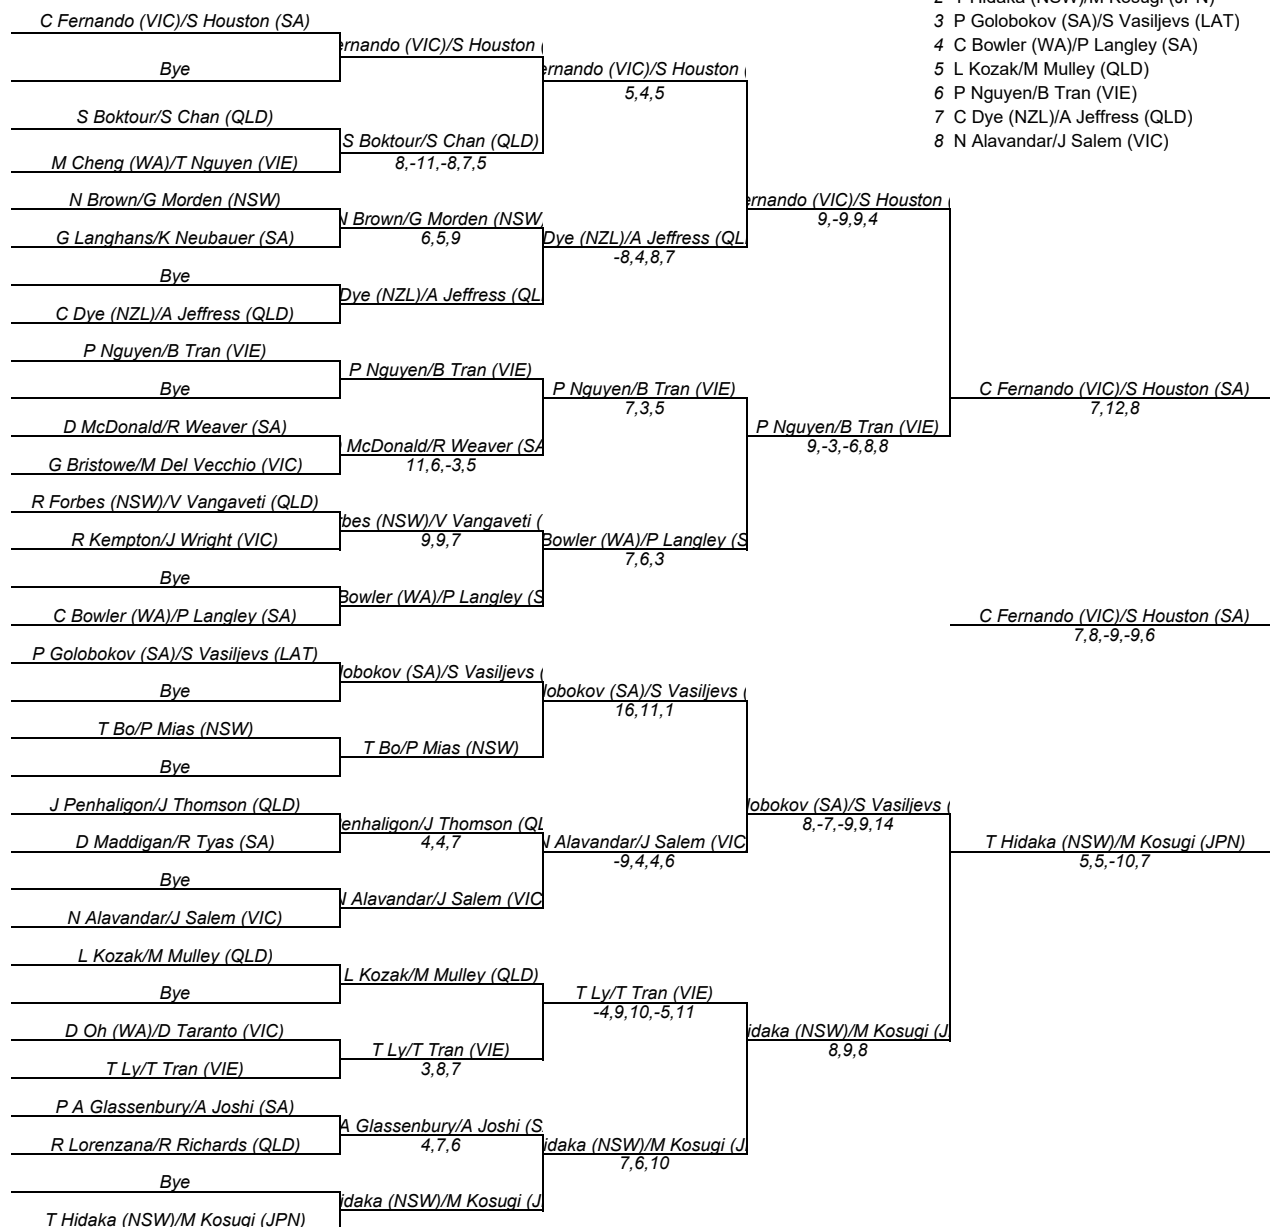 2 T Hidaka (NSW)/M Kosugi (JPN)
3 P Golobokov (SA)/S Vasiljevs (LAT)
4 C Bowler (WA)/P Langley (SA)
5 L Kozak/M Mulley (QLD)
6 P Nguyen/B Tran (VIE)
7 C Dye (NZL)/A Jeffress (QLD)
8 N Alavandar/J Salem (VIC)
C Fernando (VIC)/S Houston (SA)
Bye
S Boktour/S Chan (QLD)
M Cheng (WA)/T Nguyen (VIE)
N Brown/G Morden (NSW)
G Langhans/K Neubauer (SA)
Bye
C Dye (NZL)/A Jeffress (QLD)
P Nguyen/B Tran (VIE)
Bye
D McDonald/R Weaver (SA)
G Bristowe/M Del Vecchio (VIC)
R Forbes (NSW)/V Vangaveti (QLD)
R Kempton/J Wright (VIC)
Bye
C Bowler (WA)/P Langley (SA)
P Golobokov (SA)/S Vasiljevs (LAT)
Bye
T Bo/P Mias (NSW)
Bye
J Penhaligon/J Thomson (QLD)
D Maddigan/R Tyas (SA)
Bye
N Alavandar/J Salem (VIC)
L Kozak/M Mulley (QLD)
Bye
D Oh (WA)/D Taranto (VIC)
T Ly/T Tran (VIE)
P A Glassenbury/A Joshi (SA)
R Lorenzana/R Richards (QLD)
Bye
T Hidaka (NSW)/M Kosugi (JPN)
ernando (VIC)/S Houston (
S Boktour/S Chan (QLD)
8,-11,-8,7,5
N Brown/G Morden (NSW)
6,5,9
Dye (NZL)/A Jeffress (QL
P Nguyen/B Tran (VIE)
McDonald/R Weaver (SA
11,6,-3,5
rbes (NSW)/V Vangaveti (
9,9,7
Bowler (WA)/P Langley (S
lobokov (SA)/S Vasiljevs (
T Bo/P Mias (NSW)
enhaligon/J Thomson (QL
4,4,7
N Alavandar/J Salem (VIC
L Kozak/M Mulley (QLD)
T Ly/T Tran (VIE)
3,8,7
A Glassenbury/A Joshi (S
4,7,6
idaka (NSW)/M Kosugi (J
ernando (VIC)/S Houston (
5,4,5
Dye (NZL)/A Jeffress (QL
-8,4,8,7
P Nguyen/B Tran (VIE)
7,3,5
Bowler (WA)/P Langley (S
7,6,3
lobokov (SA)/S Vasiljevs (
16,11,1
N Alavandar/J Salem (VIC
-9,4,4,6
T Ly/T Tran (VIE)
-4,9,10,-5,11
idaka (NSW)/M Kosugi (J
7,6,10
ernando (VIC)/S Houston (
9,-9,9,4
P Nguyen/B Tran (VIE)
9,-3,-6,8,8
lobokov (SA)/S Vasiljevs (
8,-7,-9,9,14
idaka (NSW)/M Kosugi (J
8,9,8
C Fernando (VIC)/S Houston (SA)
7,12,8
C Fernando (VIC)/S Houston (SA)
7,8,-9,-9,6
T Hidaka (NSW)/M Kosugi (JPN)
5,5,-10,7